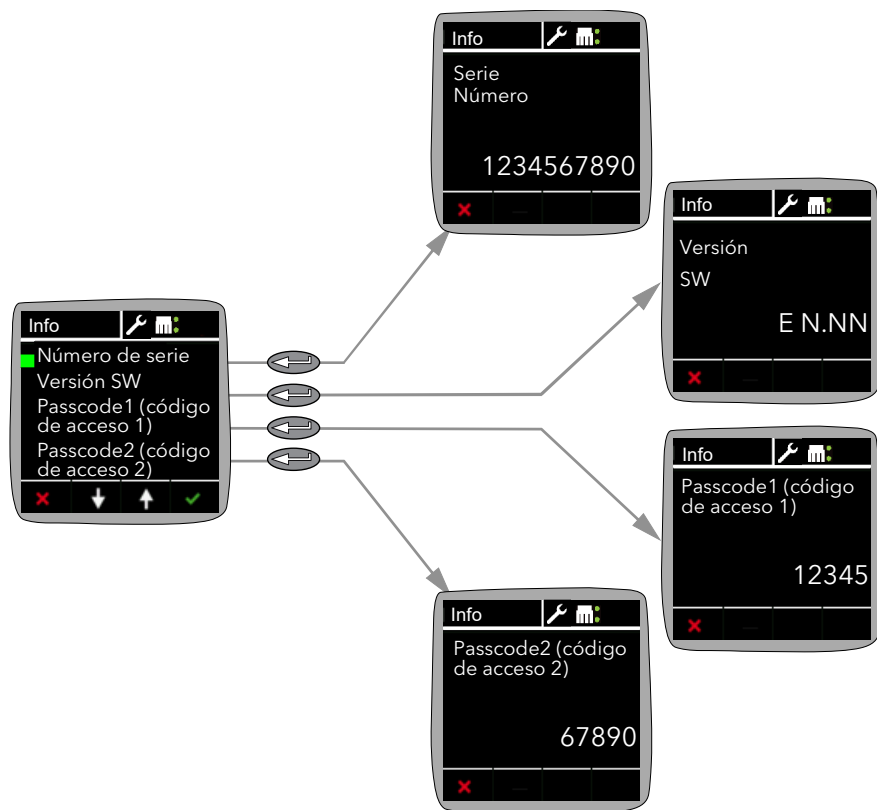 Info
Serie
Número
1234567890
Info
Versión
SW
E N.NN
Info
Número de serie
Versión SW
Passcode1 (código
de acceso 1)
Passcode2 (código
de acceso 2)
Info
Passcode1 (código
de acceso 1)
12345
Info
Passcode2 (código
de acceso 2)
67890